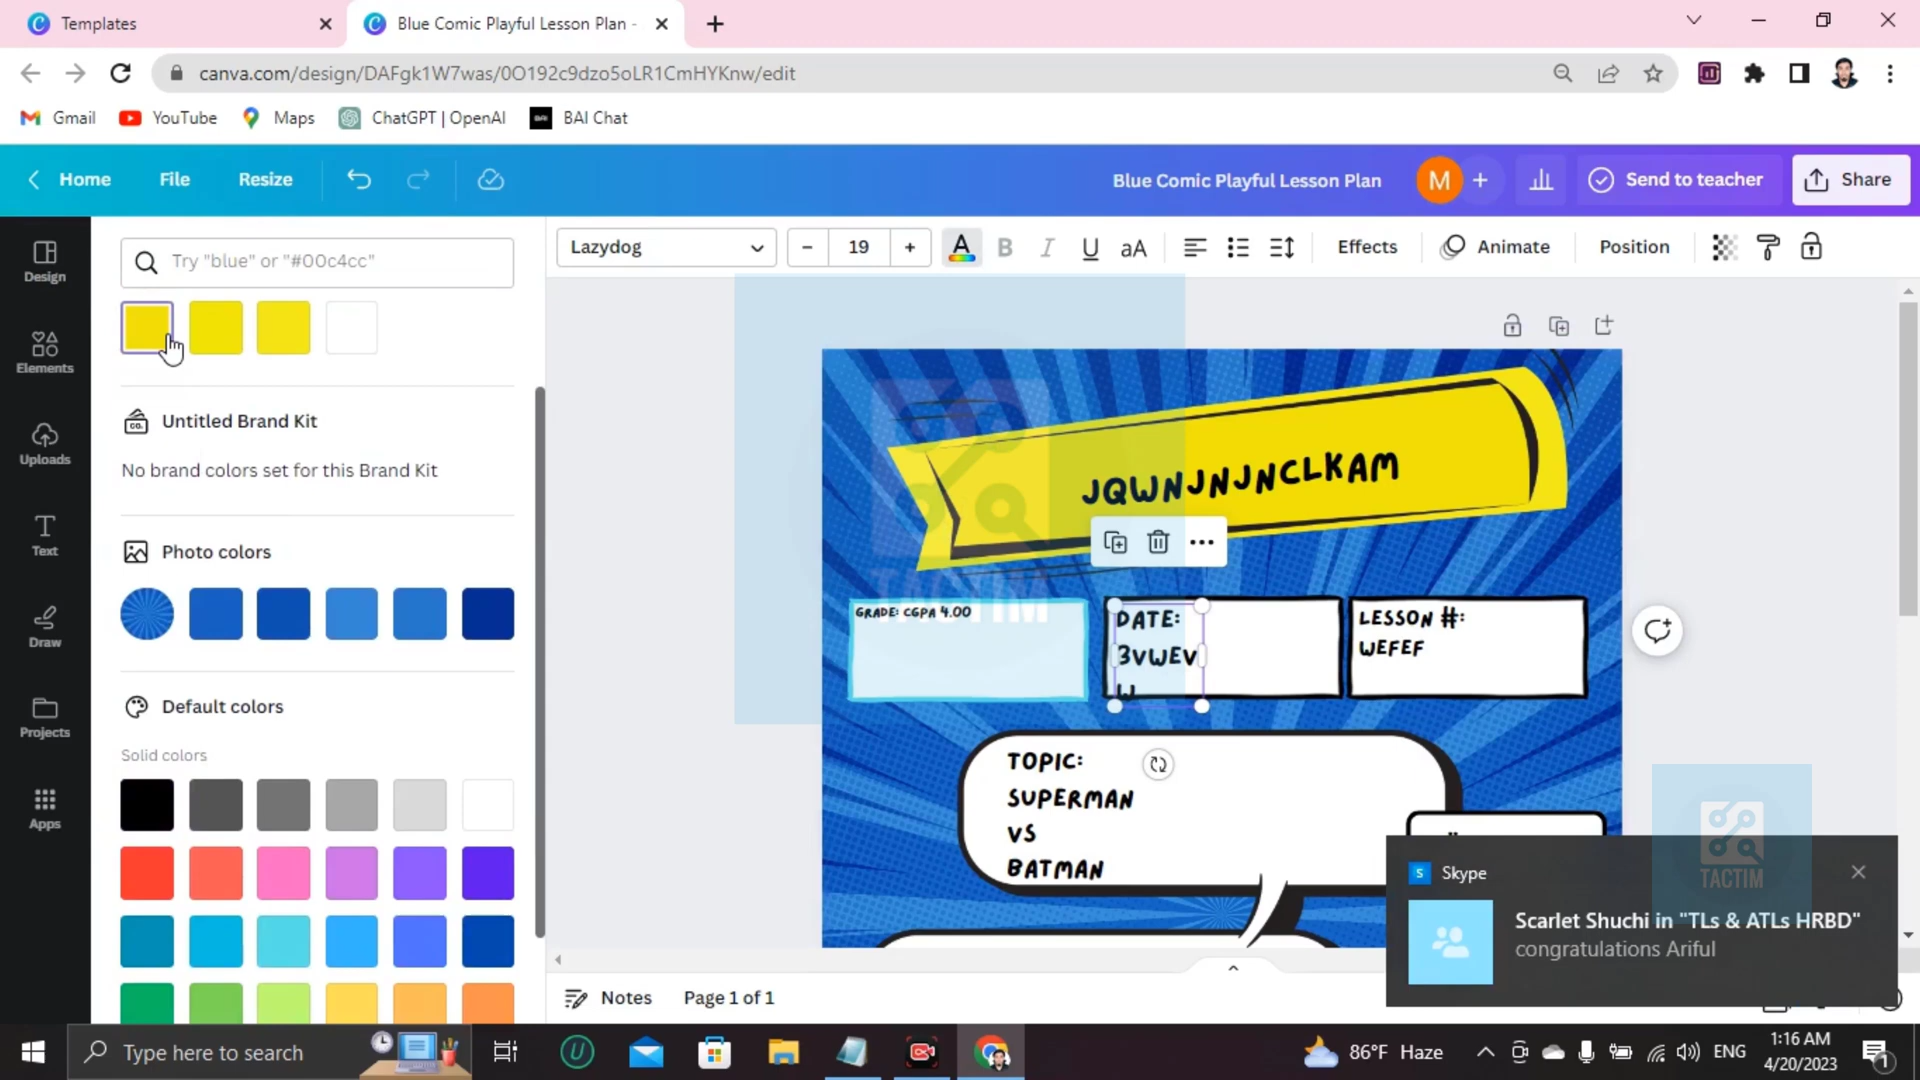 Templates
Blue Comic Playful Lesson Plan -
canva.com/design/DAFgk1W7was/0O192c9dzo5oLR1CmHYKnw/edit
Gmail
YouTube
Maps
ChatGPT | OpenAI
BAI Chat
Home
File
Resize
Blue Comic Playful Lesson Plan
M
Send to teacher
Share
Design
Elements
Uploads
Text
Draw
Projects
Apps
Try "blue" or "#00c4cc"
Untitled Brand Kit
No brand colors set for this Brand Kit
Photo colors
Default colors
Solid colors
Lazydog
19
A
B
I
U
aA
Effects
Animate
Position
JQWNJNJNCLKAM
TACTIM
GRADE: CGPA 4.00
DATE:
3VWEV
W
LESSON #:
WEFEF
TOPIC:
SUPERMAN
VS
BATMAN
TACTIM
Skype
Scarlet Shuchi in "TLs & ATLs HRBD"
congratulations Ariful
Notes
Page 1 of 1
Type here to search
86°F Haze
ENG
1:16 AM
4/20/2023
1